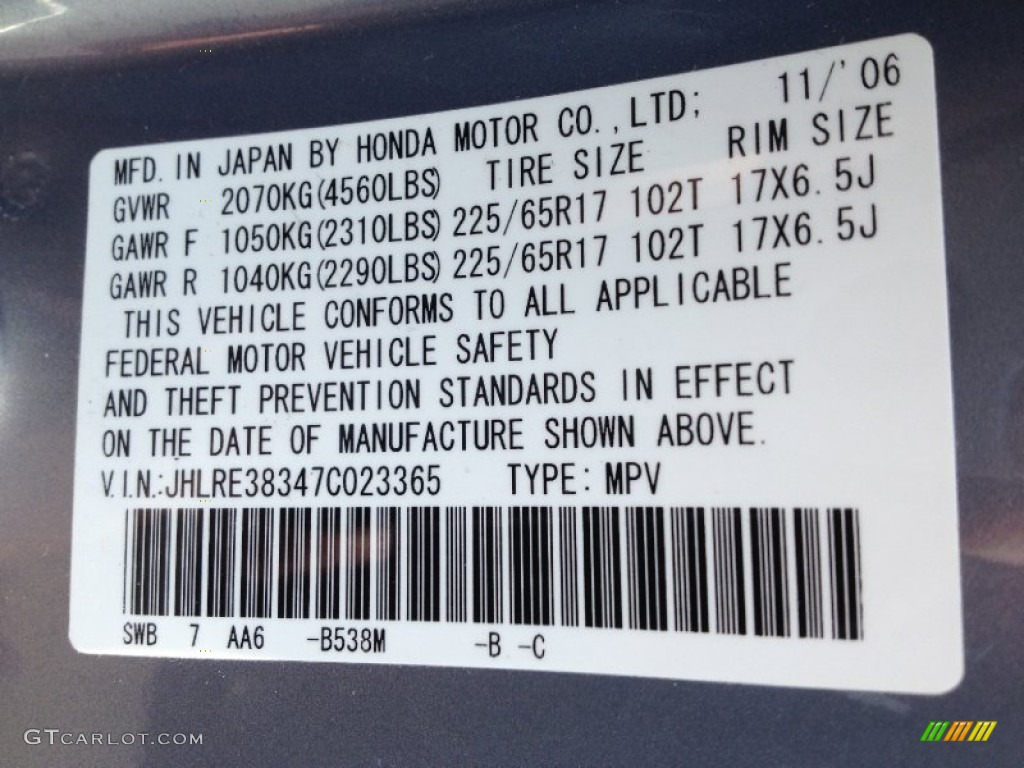 MFD. IN JAPAN BY HONDA MOTOR CO., LTD; 11/'06
GVWR 2070KG(4560LBS) TIRE SIZE RIM SIZE
GAWR F 1050KG(2310LBS) 225/65R17 102T 17X6.5J
GAWR R 1040KG(2290LBS) 225/65R17 102T 17X6.5J
THIS VEHICLE CONFORMS TO ALL APPLICABLE
FEDERAL MOTOR VEHICLE SAFETY
AND THEFT PREVENTION STANDARDS IN EFFECT
ON THE DATE OF MANUFACTURE SHOWN ABOVE.
V.I.N.:JHLRE38347C023365 TYPE: MPV
SWB 7 AA6 -B538M -B -C
GTCARLOT.COM